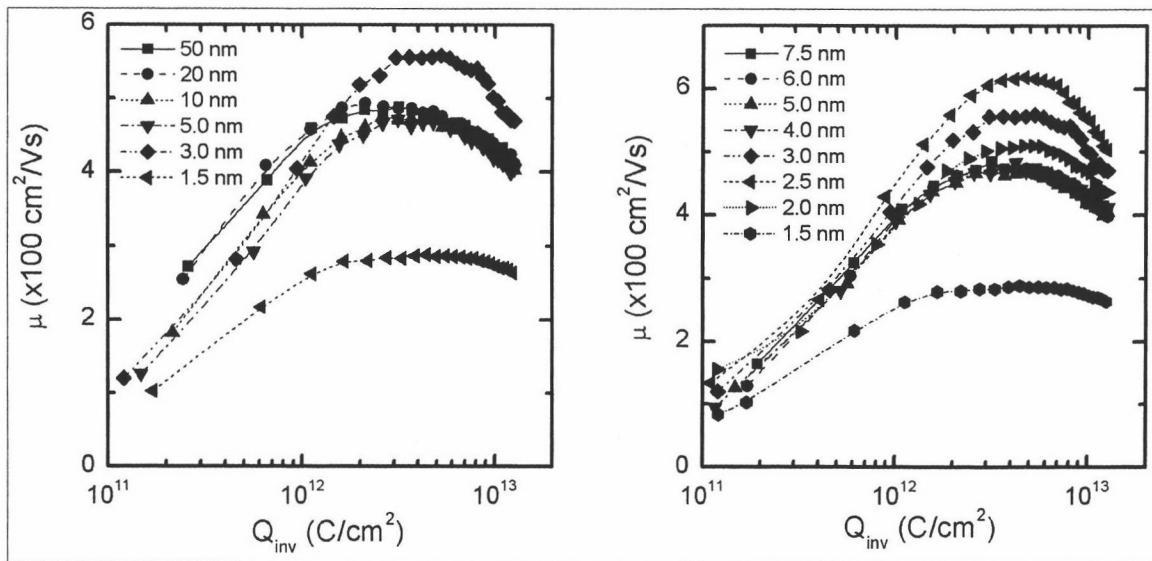 μ (x100 cm²/Vs)
6
4
2
0
50 nm
20 nm
10 nm
5.0 nm
3.0 nm
1.5 nm
10¹¹ 10¹² 10¹³
Q_inv (C/cm²)
μ (x100 cm²/Vs)
6
4
2
0
7.5 nm
6.0 nm
5.0 nm
4.0 nm
3.0 nm
2.5 nm
2.0 nm
1.5 nm
10¹¹ 10¹² 10¹³
Q_inv (C/cm²)